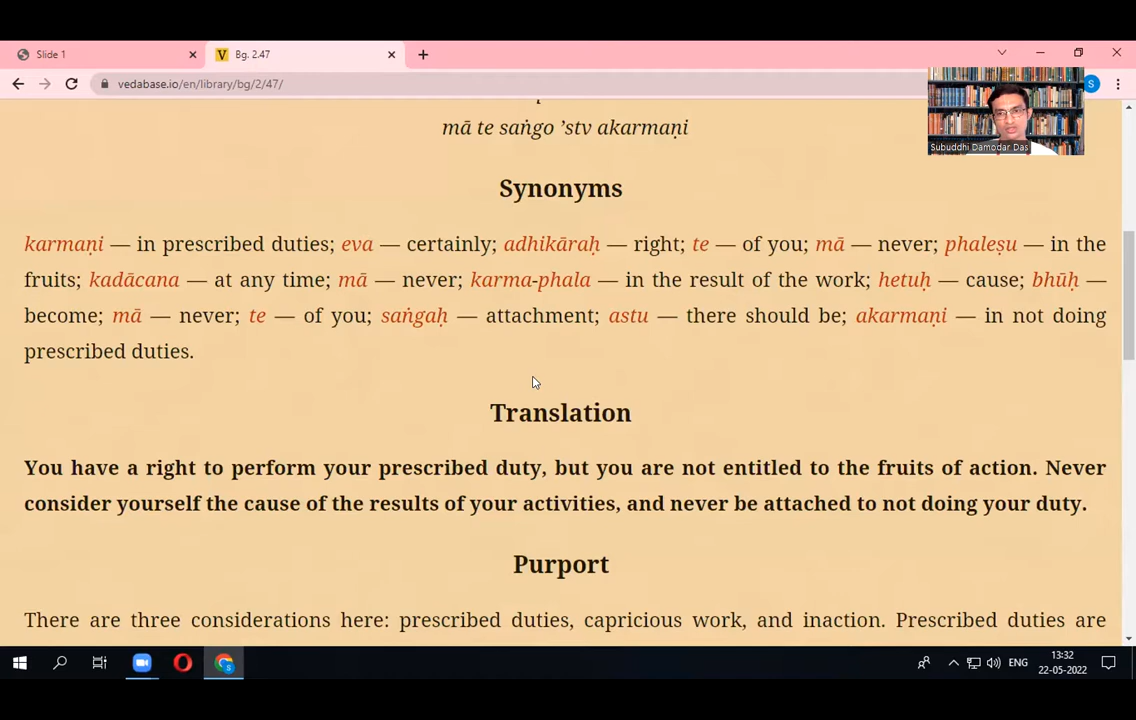 Slide 1
Bg. 2.47
vedabase.io/en/library/bg/2/47/
S
mā te saṅgo ’stv akarmaṇi
Subuddhi Damodar Das
Synonyms
karmaṇi — in prescribed duties; eva — certainly; adhikāraḥ — right; te — of you; mā — never; phaleṣu — in the
fruits; kadācana — at any time; mā — never; karma-phala — in the result of the work; hetuḥ — cause; bhūḥ —
become; mā — never; te — of you; saṅgaḥ — attachment; astu — there should be; akarmaṇi — in not doing
prescribed duties.
Translation
You have a right to perform your prescribed duty, but you are not entitled to the fruits of action. Never
consider yourself the cause of the results of your activities, and never be attached to not doing your duty.
Purport
There are three considerations here: prescribed duties, capricious work, and inaction. Prescribed duties are
ENG
13:32
22-05-2022